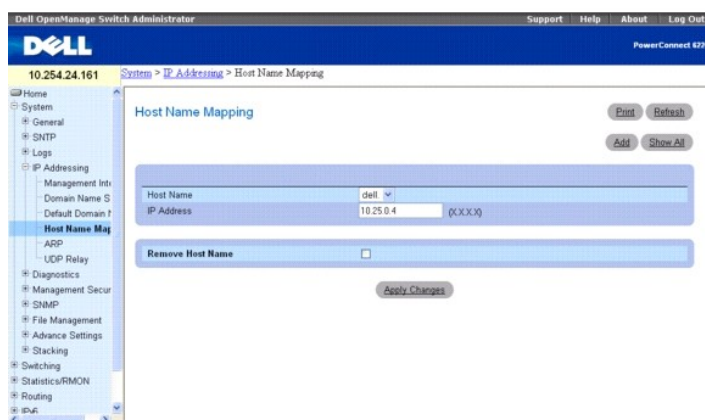 Dell OpenManage Switch Administrator
Support Help About Log Out
DELL
PowerConnect 622
10.254.24.161
System > IP Addressing > Host Name Mapping
Home
System
General
SNTP
Logs
IP Addressing
Management Int
Domain Name S
Default Domain N
Host Name Map
ARP
UDP Relay
Diagnostics
Management Secur
SNMP
File Management
Advance Settings
Stacking
Switching
Statistics/RMON
Routing
IPv6
Host Name Mapping
Print Refresh
Add Show All
Host Name dell
IP Address 10.25.0.4 (X.X.X.X)
Remove Host Name
Apply Changes